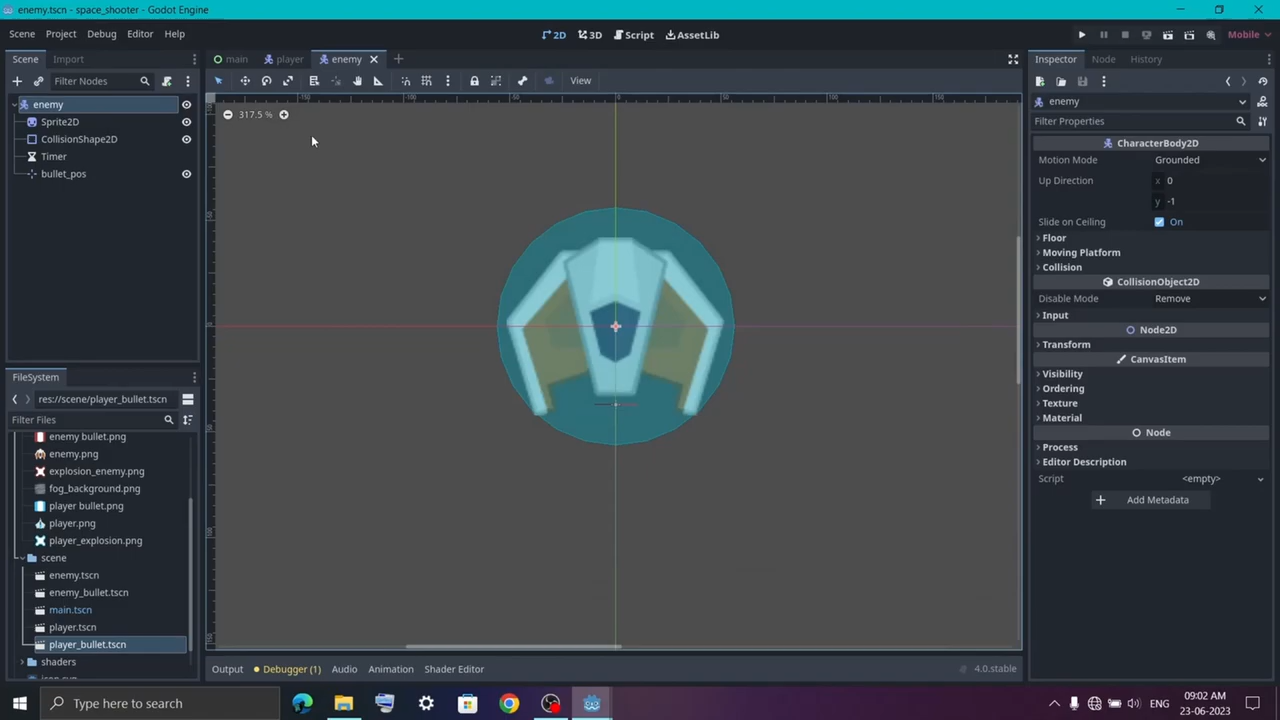 enemy.tscn - space_shooter - Godot Engine
Scene Project Debug Editor Help
2D 3D Script AssetLib
Mobile
Scene Import
main player enemy
Inspector Node History
Filter Nodes
View
enemy
Sprite2D
CollisionShape2D
Timer
bullet_pos
317.5 %
enemy
Filter Properties
CharacterBody2D
Motion Mode Grounded
Up Direction x 0
y -1
Slide on Ceiling On
Floor
Moving Platform
Collision
CollisionObject2D
Disable Mode Remove
Input
Node2D
Transform
CanvasItem
Visibility
Ordering
Texture
Material
Node
Process
Editor Description
Script <empty>
Add Metadata
FileSystem
res://scene/player_bullet.tscn
Filter Files
enemy bullet.png
enemy.png
explosion_enemy.png
fog_background.png
player bullet.png
player.png
player_explosion.png
scene
enemy.tscn
enemy_bullet.tscn
main.tscn
player.tscn
player_bullet.tscn
shaders
Output Debugger (1) Audio Animation Shader Editor
4.0.stable
Type here to search
ENG
09:02 AM
23-06-2023